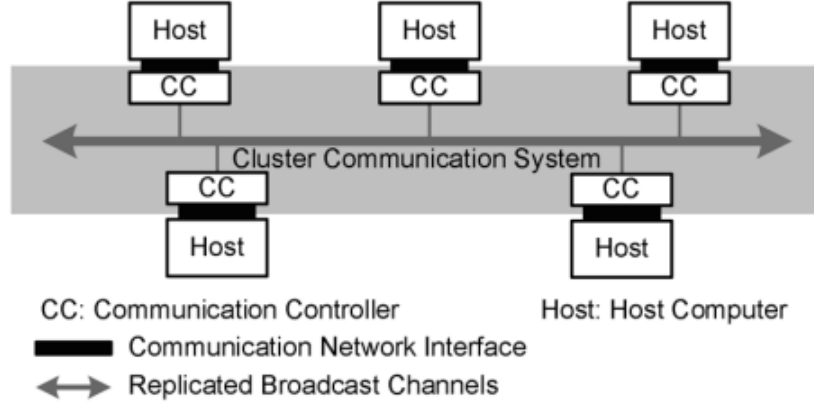 Host Host Host
CC CC CC
Cluster Communication System
CC CC
Host Host
CC: Communication Controller Host: Host Computer
Communication Network Interface
Replicated Broadcast Channels